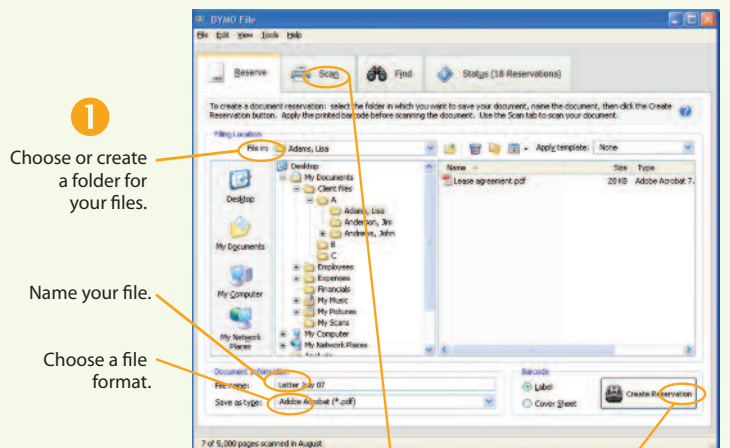 DYMO File
File Edit View Tools Help
Reserve
Scan
Find
Status (18 Reservations)
To create a document reservation: select the folder in which you want to save your document, name the document, then click the Create
Reservation button. Apply the printed barcode before scanning the document. Use the Scan tab to scan your document.
1
Choose or create
a folder for
your files.
Filing Location
File in: Adams, Lisa
Apply template: None
Desktop
My Documents
My Computer
My Network
Places
Desktop
My Documents
Client files
A
Adams, Lisa
Anderson, Jim
Andrews, John
B
C
Employees
Expenses
Financials
My Music
My Pictures
My Scans
My Computer
My Network Places
Name Size Type
Lease agreement.pdf 28 KB Adobe Acrobat 7.
Name your file.
Choose a file
format.
Document Information
File name: Letter July 07
Save as type: Adobe Acrobat (*.pdf)
Barcode
Label
Cover Sheet
Create Reservation
7 of 5,000 pages scanned in August